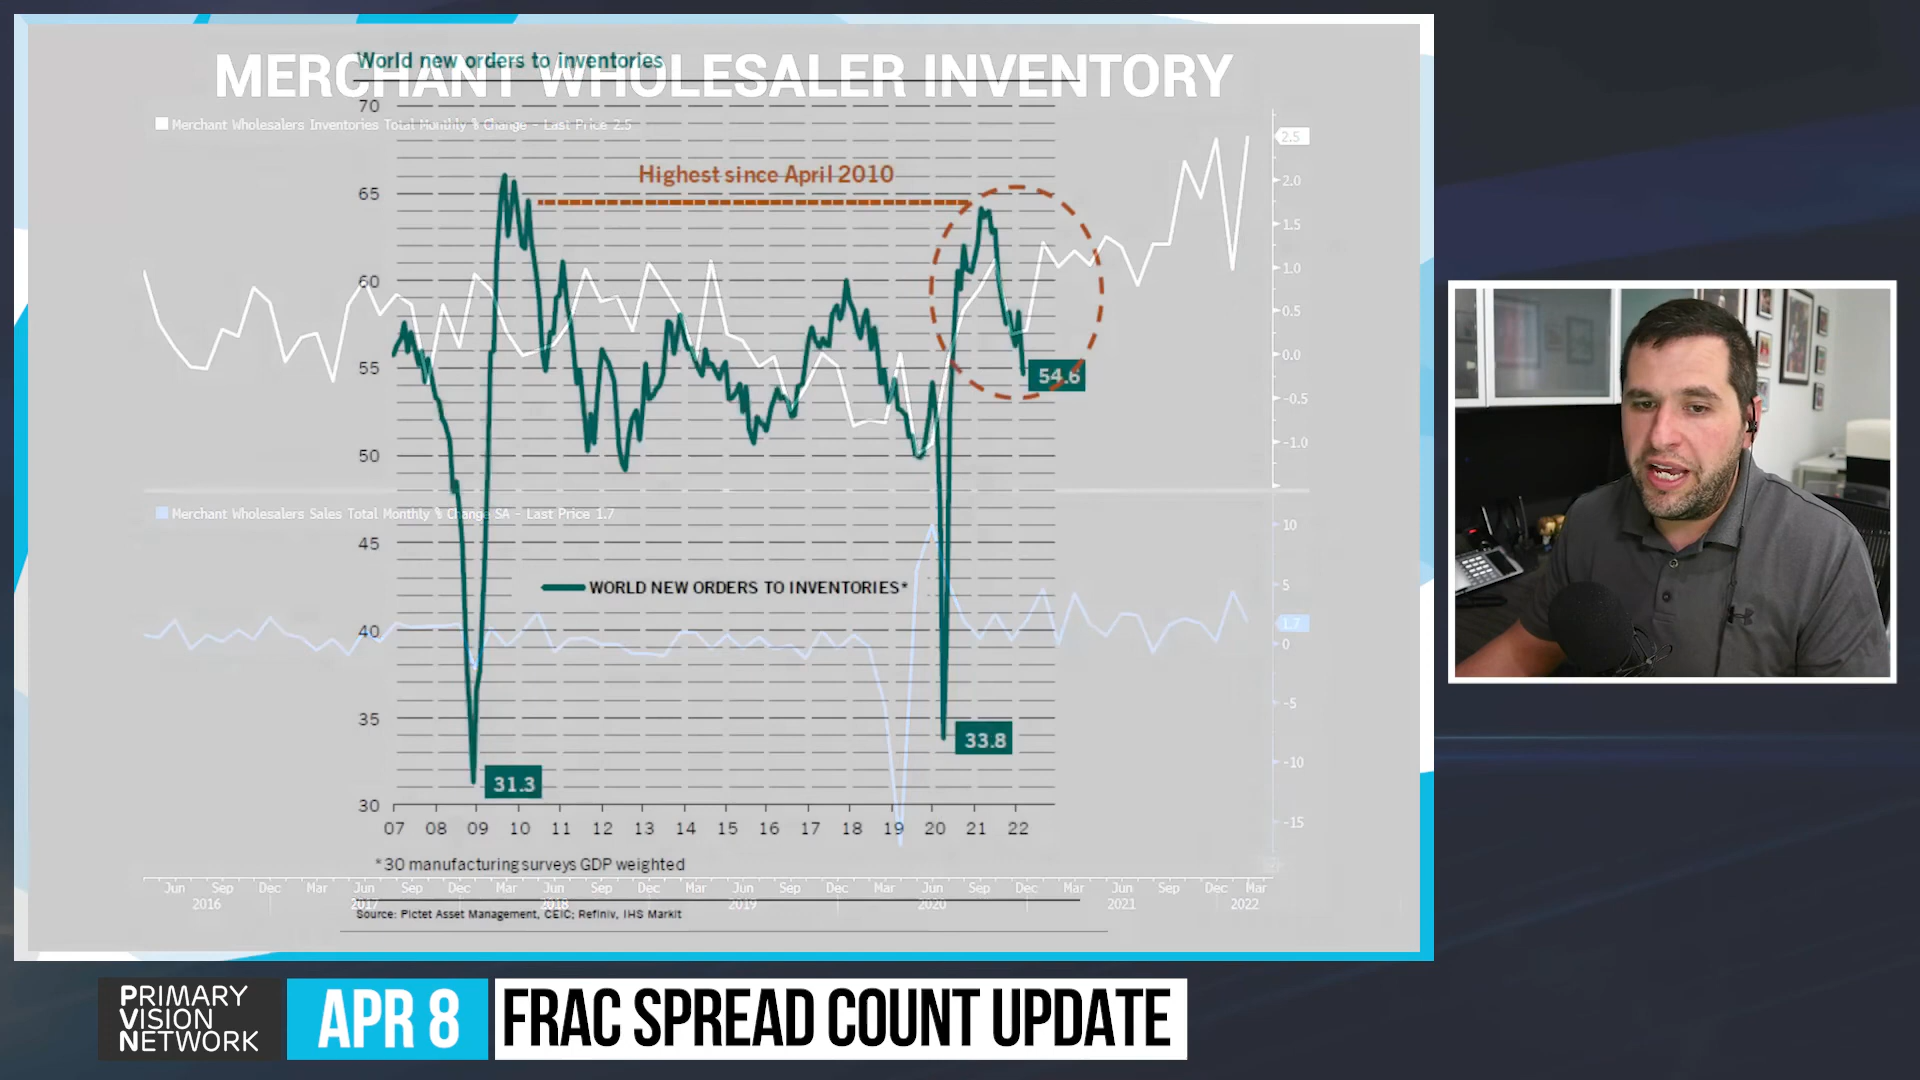 World new orders to inventories
MERCHANT WHOLESALER INVENTORY
70
Merchant Wholesalers Inventories Total Monthly % Change - Last Price 2.5
2.5
Highest since April 2010
2.0
65
1.5
1.0
60
0.5
0.0
55
54.6
-0.5
-1.0
50
Merchant Wholesalers Sales Total Monthly % Change SA - Last Price 1.7
10
45
WORLD NEW ORDERS TO INVENTORIES*
5
1.7
40
0
-5
35
33.8
-10
31.3
30
-15
07 08 09 10 11 12 13 14 15 16 17 18 19 20 21 22
*30 manufacturing surveys GDP weighted
Jun Sep Dec Mar Jun Sep Dec Mar Jun Sep Dec Mar Jun Sep Dec Mar Jun Sep Dec Mar Jun Sep Dec Mar
2016 2017 2018 2019 2020 2021 2022
Source: Pictet Asset Management, CEIC; Refiniv, IHS Markit
PRIMARY
VISION
NETWORK
APR 8
FRAC SPREAD COUNT UPDATE